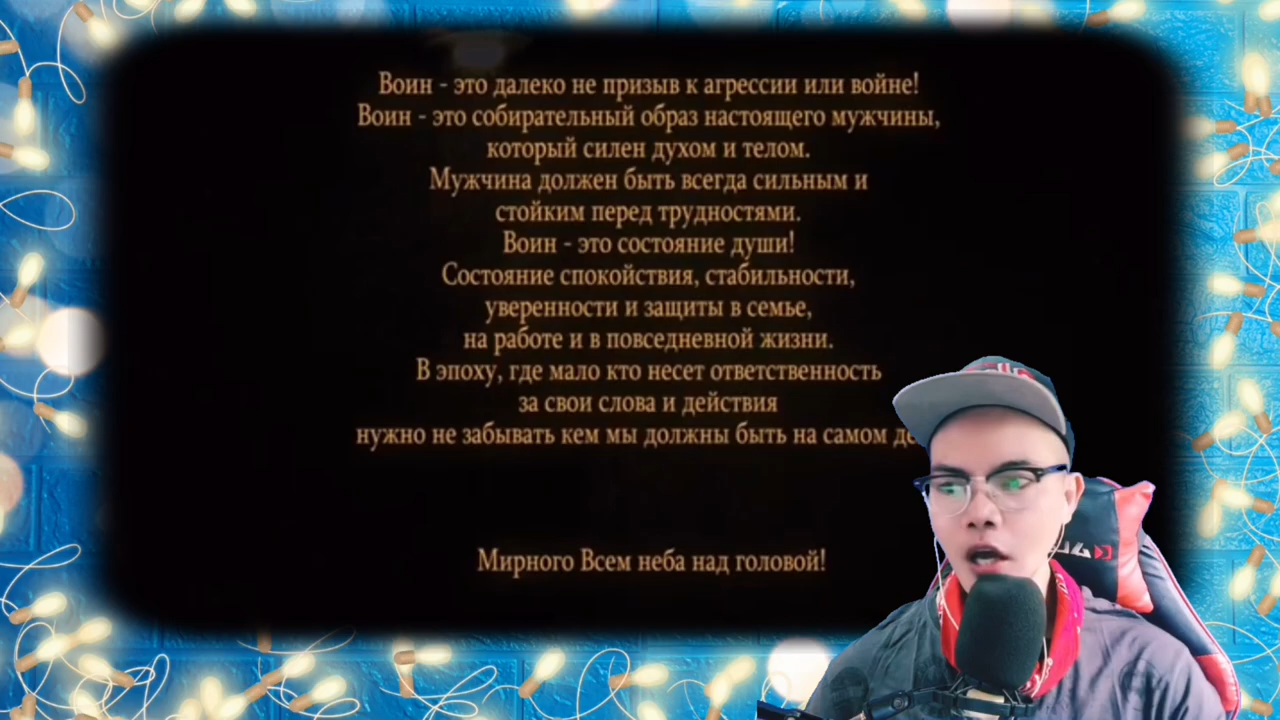 Воин - это далеко не призыв к агрессии или войне!
Воин - это собирательный образ настоящего мужчины,
который силен духом и телом.
Мужчина должен быть всегда сильным и
стойким перед трудностями.
Воин - это состояние души!
Состояние спокойствия, стабильности,
уверенности и защиты в семье,
на работе и в повседневной жизни.
В эпоху, где мало кто несет ответственность
за свои слова и действия
нужно не забывать кем мы должны быть на самом
Мирного Всем неба над головой!